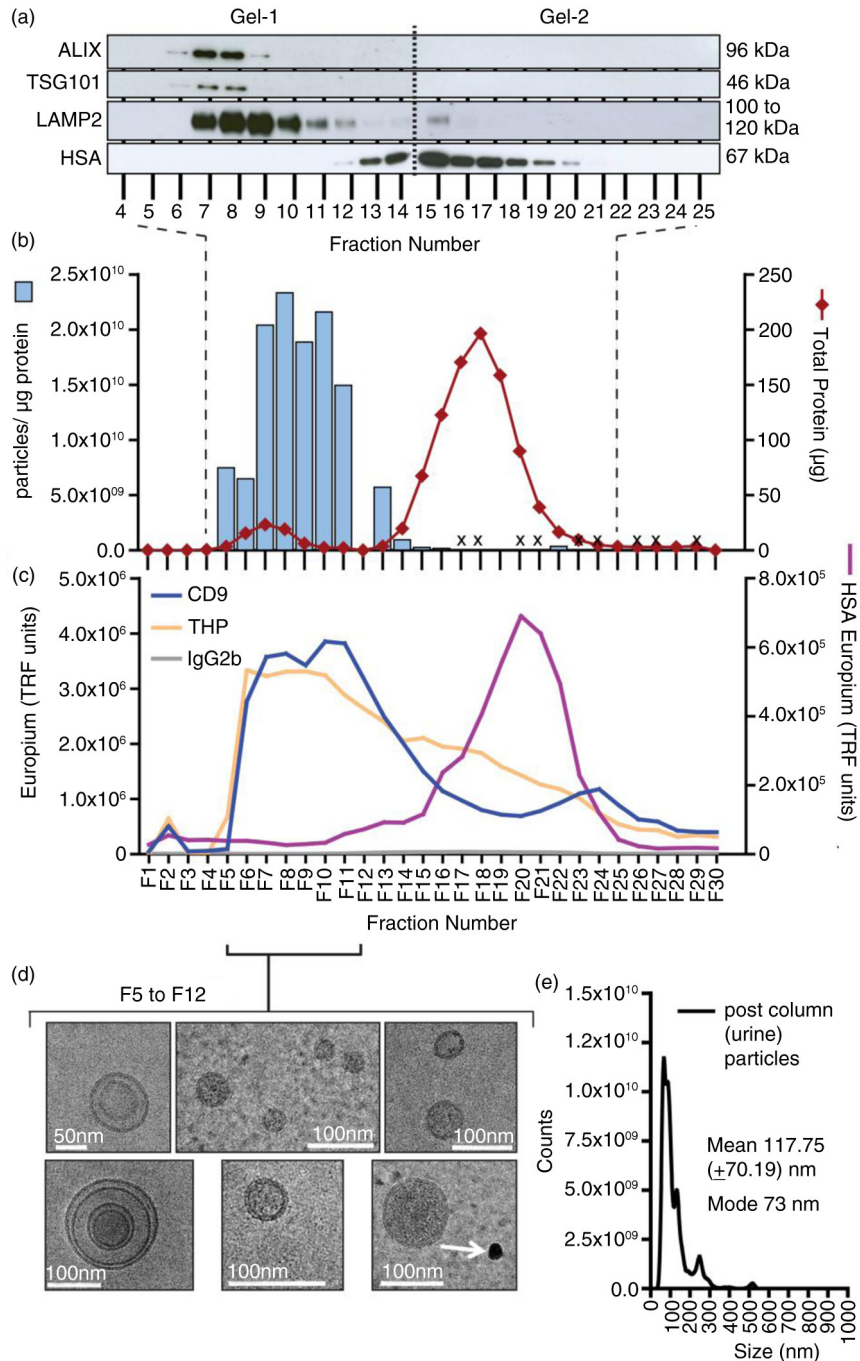 (a)
Gel-1 Gel-2
ALIX 96 kDa
TSG101 46 kDa
LAMP2 100 to 120 kDa
HSA 67 kDa
4 5 6 7 8 9 10 11 12 13 14 15 16 17 18 19 20 21 22 23 24 25
Fraction Number
(b)
particles/ µg protein
2.5x10¹⁰
2.0x10¹⁰
1.5x10¹⁰
1.0x10¹⁰
5.0x10⁰⁹
0.0
x x x x x x x x x
250
200
150
100
50
0
Total Protein (µg)
(c)
Europium (TRF units)
5.0x10⁶
4.0x10⁶
3.0x10⁶
2.0x10⁶
1.0x10⁶
0
CD9
THP
IgG2b
8.0x10⁵
6.0x10⁵
4.0x10⁵
2.0x10⁵
0
HSA Europium (TRF units)
F1 F2 F3 F4 F5 F6 F7 F8 F9 F10 F11 F12 F13 F14 F15 F16 F17 F18 F19 F20 F21 F22 F23 F24 F25 F26 F27 F28 F29 F30
Fraction Number
(d)
F5 to F12
50nm
100nm
100nm
100nm
100nm
100nm
(e)
Counts
1.5x10¹⁰
1.2x10¹⁰
1.0x10¹⁰
7.5x10⁰⁹
5.0x10⁰⁹
2.5x10⁰⁹
0.0
post column
(urine)
particles
Mean 117.75
(±70.19) nm
Mode 73 nm
0 100 200 300 400 500 600 700 800 900 1000
Size (nm)